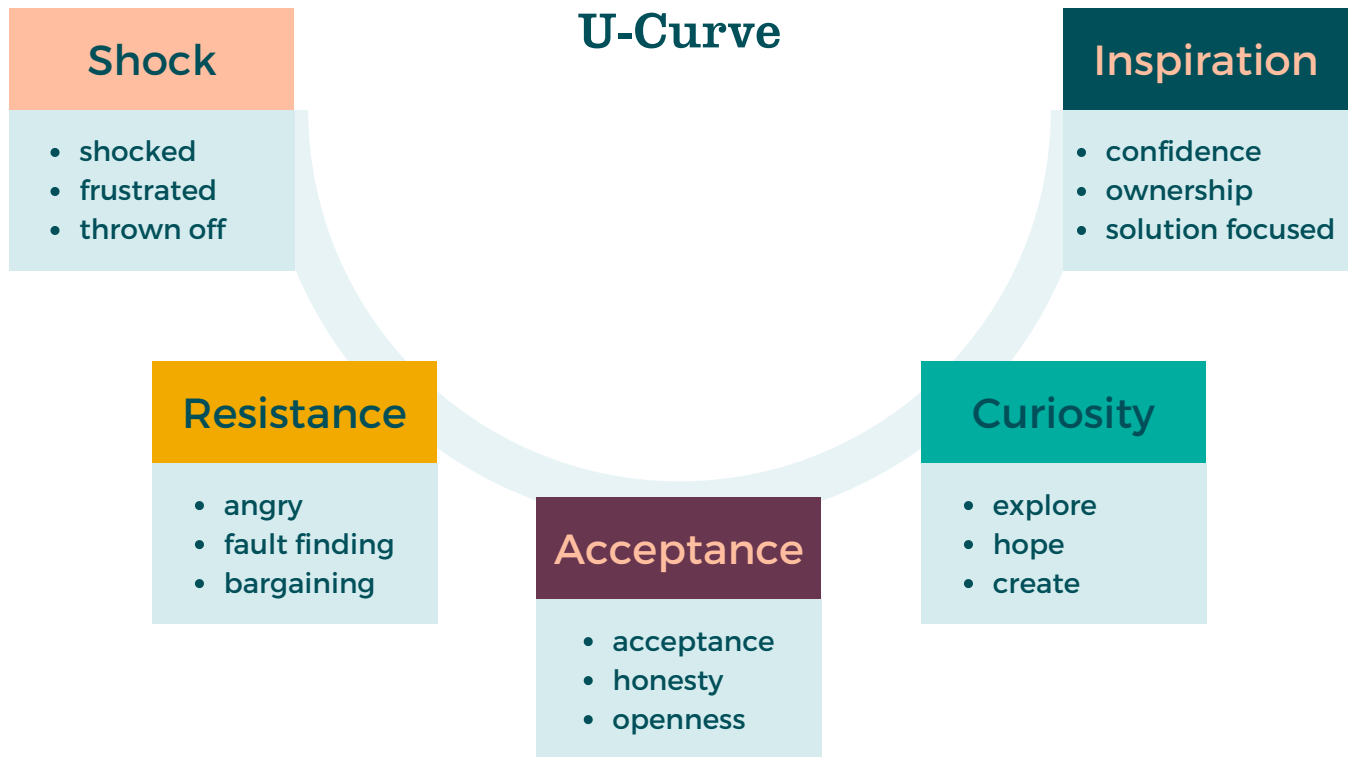 U-Curve
Shock
• shocked
• frustrated
• thrown off
Resistance
• angry
• fault finding
• bargaining
Acceptance
• acceptance
• honesty
• openness
Curiosity
• explore
• hope
• create
Inspiration
• confidence
• ownership
• solution focused